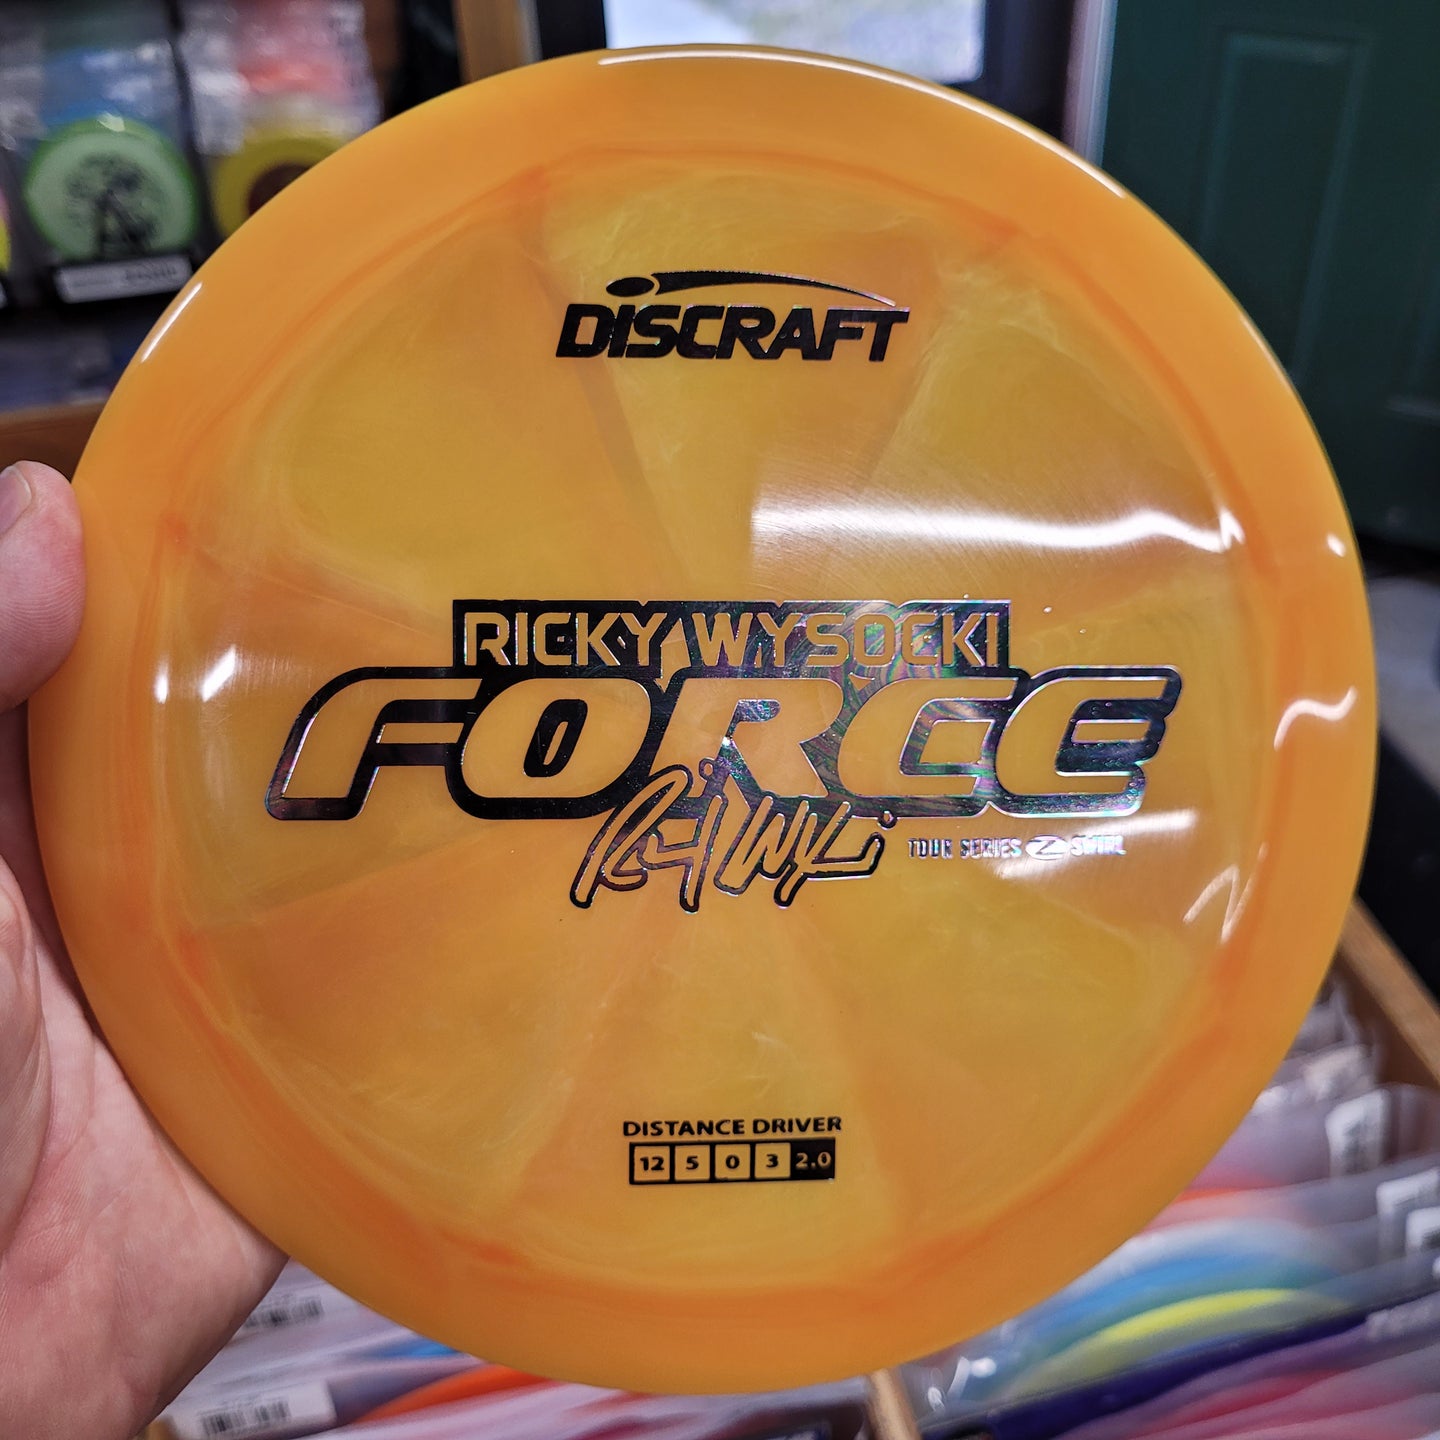 DISCRAFT
RICKY WYSOCKI
FORCE
TOUR SERIES Z SWIRL
DISTANCE DRIVER
12 5 0 3 2.0